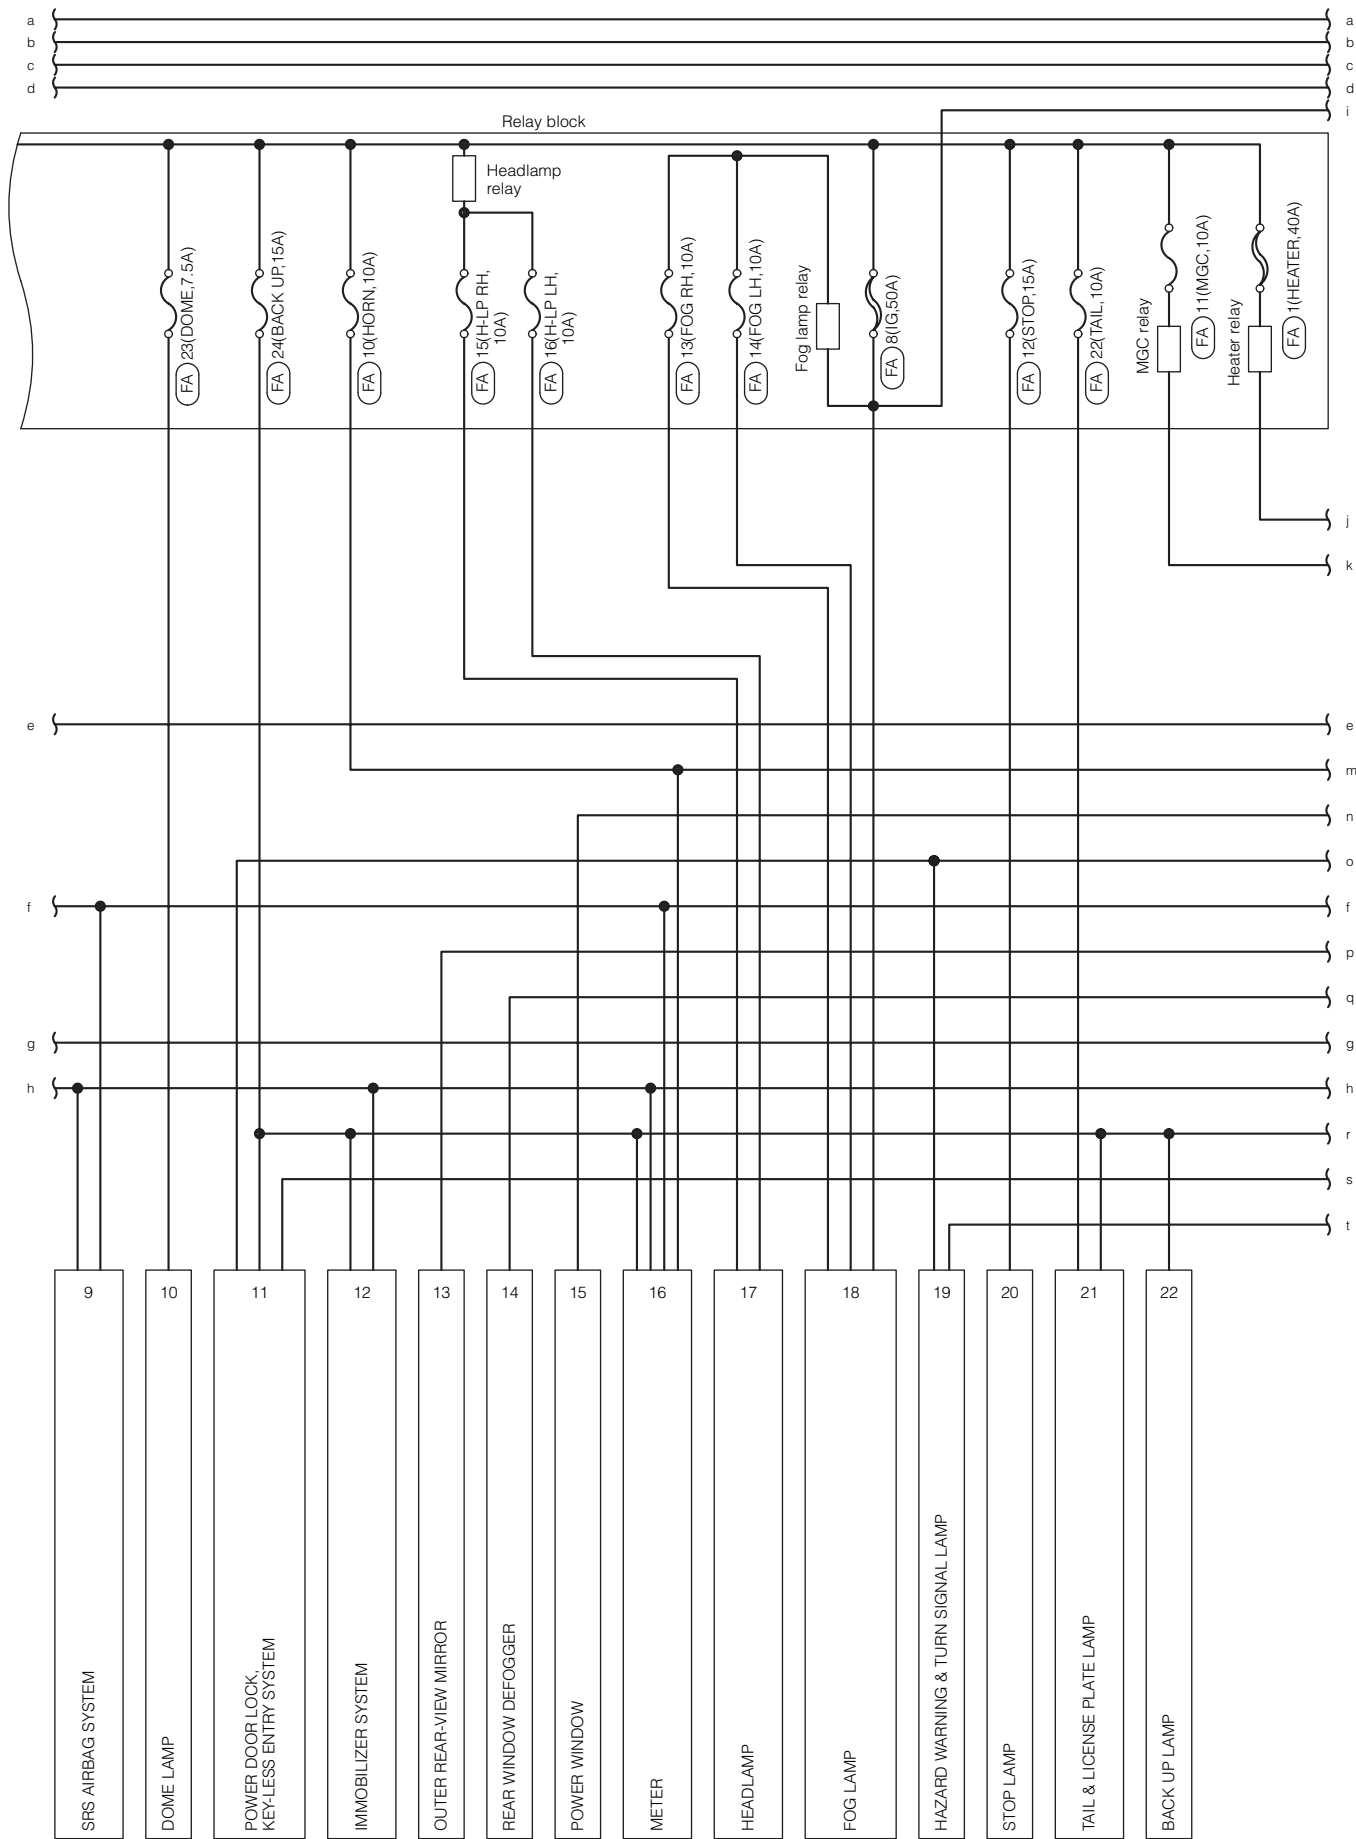 a a
b b
c c
d d
i
Relay block
Headlamp
relay
FA 23(DOME,7.5A)
FA 24(BACK UP,15A)
FA 10(HORN,10A)
FA 15(H-LP RH,
10A)
FA 16(H-LP LH,
10A)
FA 13(FOG RH,10A)
FA 14(FOG LH,10A)
Fog lamp relay
FA 8(IG,50A)
FA 12(STOP,15A)
FA 22(TAIL,10A)
MGC relay
FA 11(MGC,10A)
Heater relay
FA 1(HEATER,40A)
j
k
e e
m
n
o
f f
p
q
g g
h h
r
s
t
9 10 11 12 13 14 15 16 17 18 19 20 21 22
SRS AIRBAG SYSTEM
DOME LAMP
POWER DOOR LOCK,
KEY-LESS ENTRY SYSTEM
IMMOBILIZER SYSTEM
OUTER REAR-VIEW MIRROR
REAR WINDOW DEFOGGER
POWER WINDOW
METER
HEADLAMP
FOG LAMP
HAZARD WARNING & TURN SIGNAL LAMP
STOP LAMP
TAIL & LICENSE PLATE LAMP
BACK UP LAMP